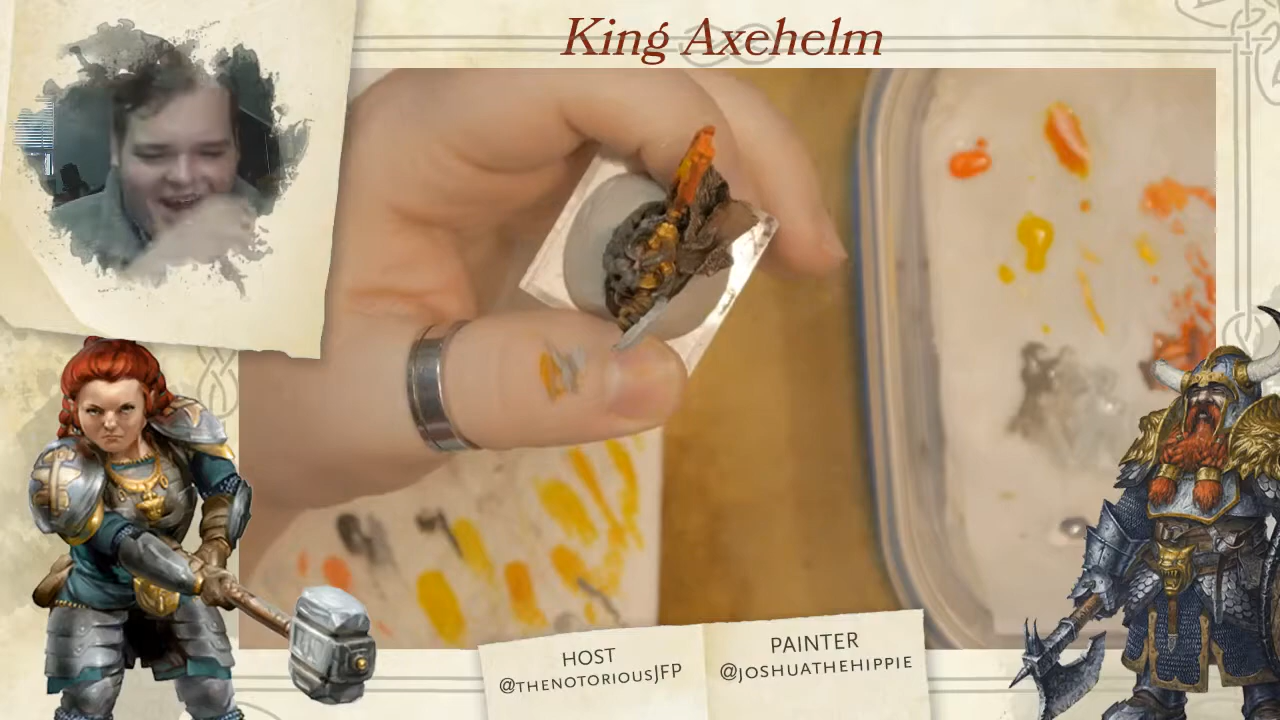 King Axehelm
HOST
@THENOTORIOUSJFP
PAINTER
@JOSHUATHEHIPPIE